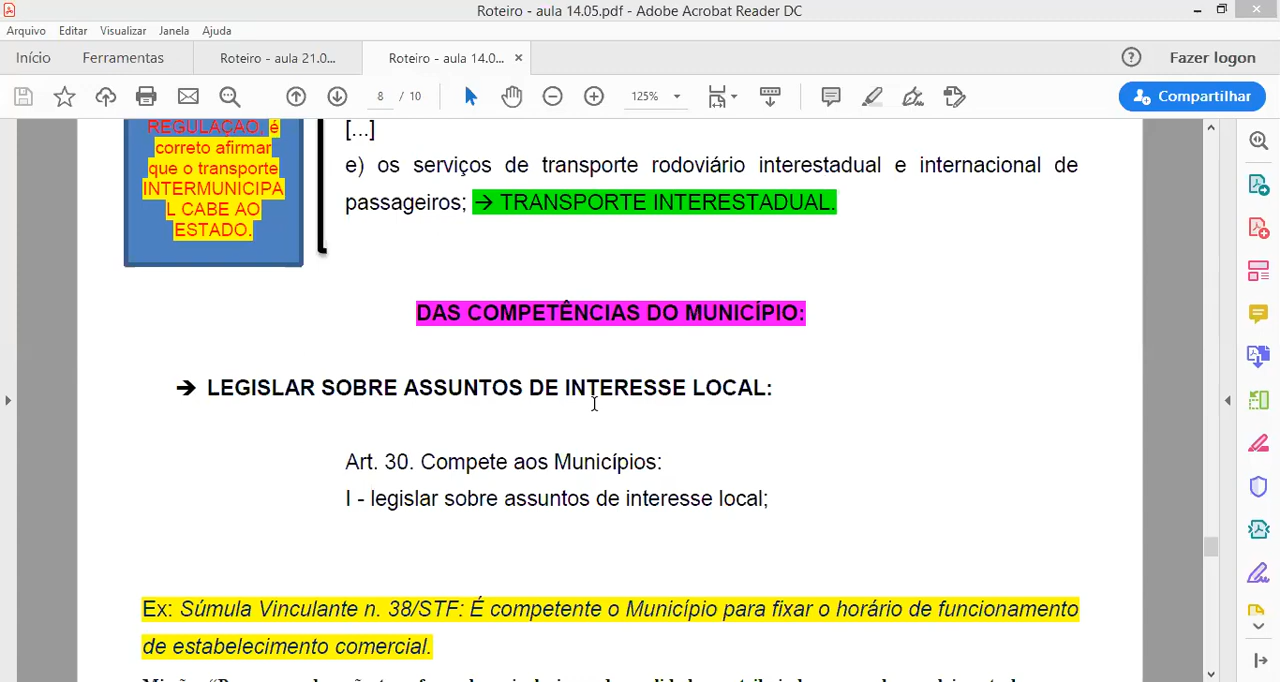 Roteiro - aula 14.05.pdf - Adobe Acrobat Reader DC
Arquivo Editar Visualizar Janela Ajuda
Início Ferramentas Roteiro - aula 21.0... Roteiro - aula 14.0... × ? Fazer logon
8 / 10 125% Compartilhar
REGULAÇÃO, é
correto afirmar
que o transporte
INTERMUNICIPA
L CABE AO
ESTADO.
[...]
e) os serviços de transporte rodoviário interestadual e internacional de
passageiros; → TRANSPORTE INTERESTADUAL.
DAS COMPETÊNCIAS DO MUNICÍPIO:
➔ LEGISLAR SOBRE ASSUNTOS DE INTERESSE LOCAL:
Art. 30. Compete aos Municípios:
I - legislar sobre assuntos de interesse local;
Ex: Súmula Vinculante n. 38/STF: É competente o Município para fixar o horário de funcionamento
de estabelecimento comercial.